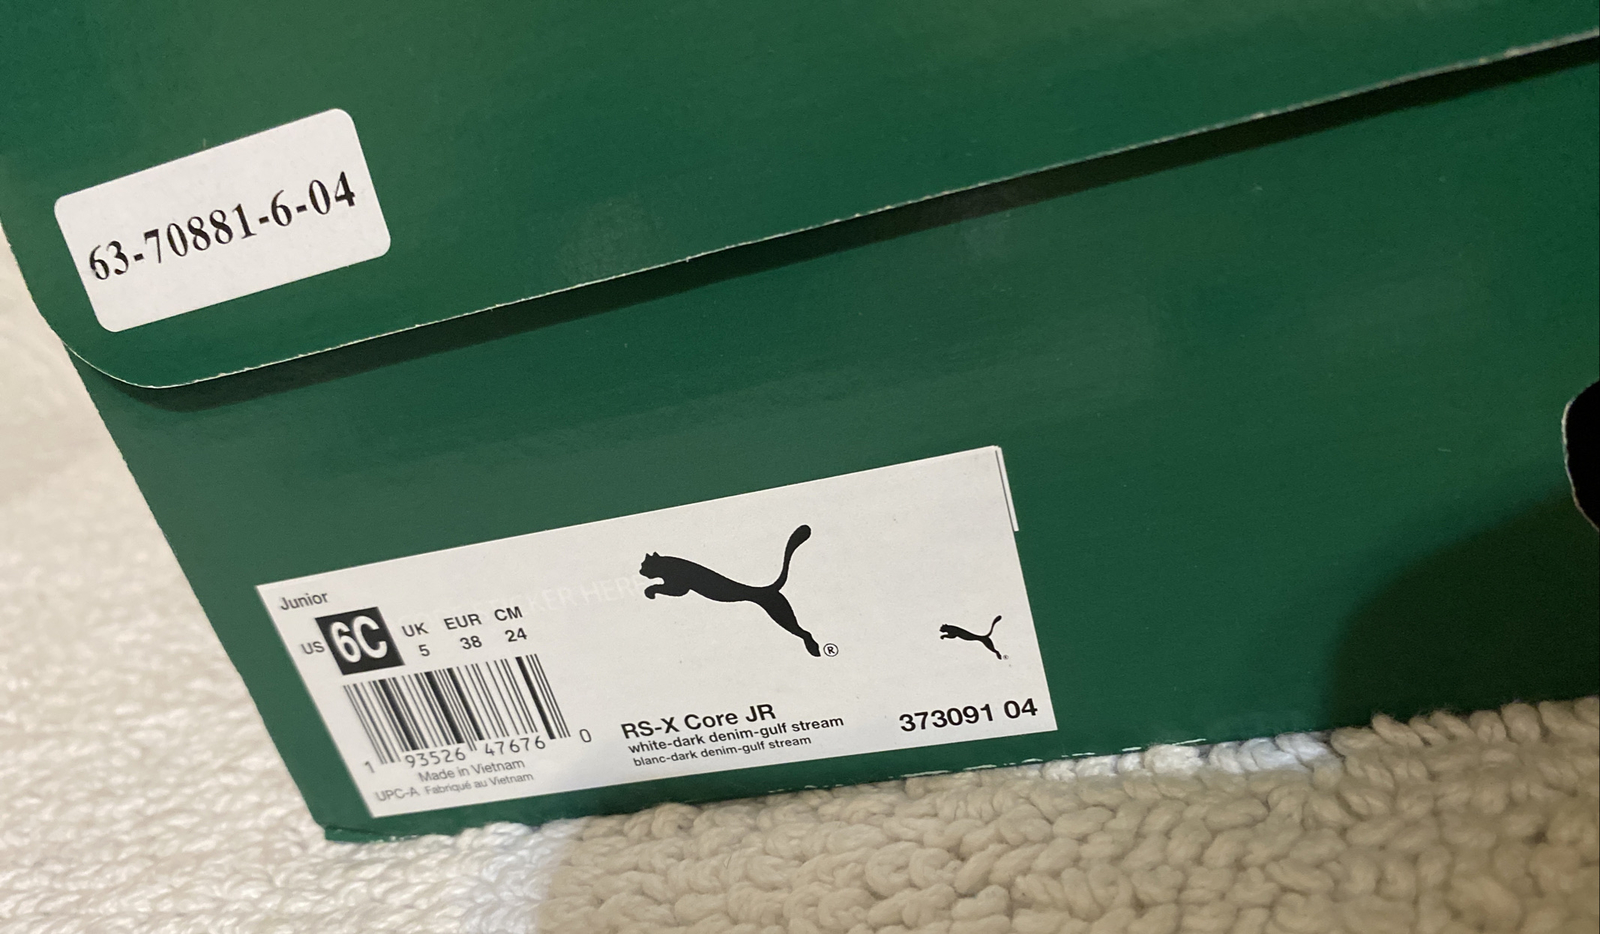 63-70881-6-04
Junior
US 6C UK EUR CM
5 38 24
1 93526 47676 0
Made in Vietnam
UPC-A Fabriqué au Vietnam
®
RS-X Core JR
white-dark denim-gulf stream
blanc-dark denim-gulf stream
373091 04